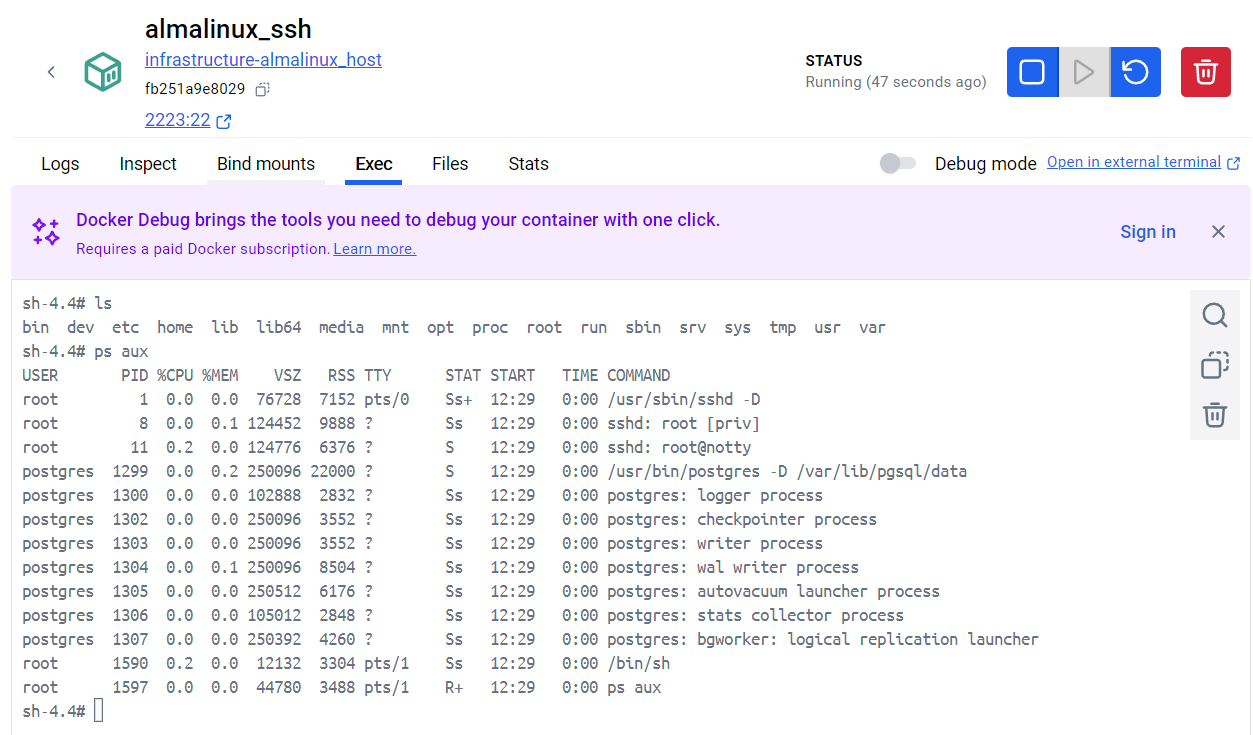 almalinux_ssh
infrastructure-almalinux_host
fb251a9e8029
2223:22
STATUS
Running (47 seconds ago)
Logs Inspect Bind mounts Exec Files Stats Debug mode Open in external terminal
Docker Debug brings the tools you need to debug your container with one click.
Requires a paid Docker subscription. Learn more.
Sign in
sh-4.4# ls
bin  dev  etc  home  lib  lib64  media  mnt  opt  proc  root  run  sbin  srv  sys  tmp  usr  var
sh-4.4# ps aux
USER       PID %CPU %MEM    VSZ   RSS TTY      STAT START   TIME COMMAND
root         1  0.0  0.0  76728  7152 pts/0    Ss+  12:29   0:00 /usr/sbin/sshd -D
root         8  0.0  0.1 124452  9888 ?        Ss   12:29   0:00 sshd: root [priv]
root        11  0.2  0.0 124776  6376 ?        S    12:29   0:00 sshd: root@notty
postgres  1299  0.0  0.2 250096 22000 ?        S    12:29   0:00 /usr/bin/postgres -D /var/lib/pgsql/data
postgres  1300  0.0  0.0 102888  2832 ?        Ss   12:29   0:00 postgres: logger process
postgres  1302  0.0  0.0 250096  3552 ?        Ss   12:29   0:00 postgres: checkpointer process
postgres  1303  0.0  0.0 250096  3552 ?        Ss   12:29   0:00 postgres: writer process
postgres  1304  0.0  0.1 250096  8504 ?        Ss   12:29   0:00 postgres: wal writer process
postgres  1305  0.0  0.0 250512  6176 ?        Ss   12:29   0:00 postgres: autovacuum launcher process
postgres  1306  0.0  0.0 105012  2848 ?        Ss   12:29   0:00 postgres: stats collector process
postgres  1307  0.0  0.0 250392  4260 ?        Ss   12:29   0:00 postgres: bgworker: logical replication launcher
root      1590  0.2  0.0  12132  3304 pts/1    Ss   12:29   0:00 /bin/sh
root      1597  0.0  0.0  44780  3488 pts/1    R+   12:29   0:00 ps aux
sh-4.4#